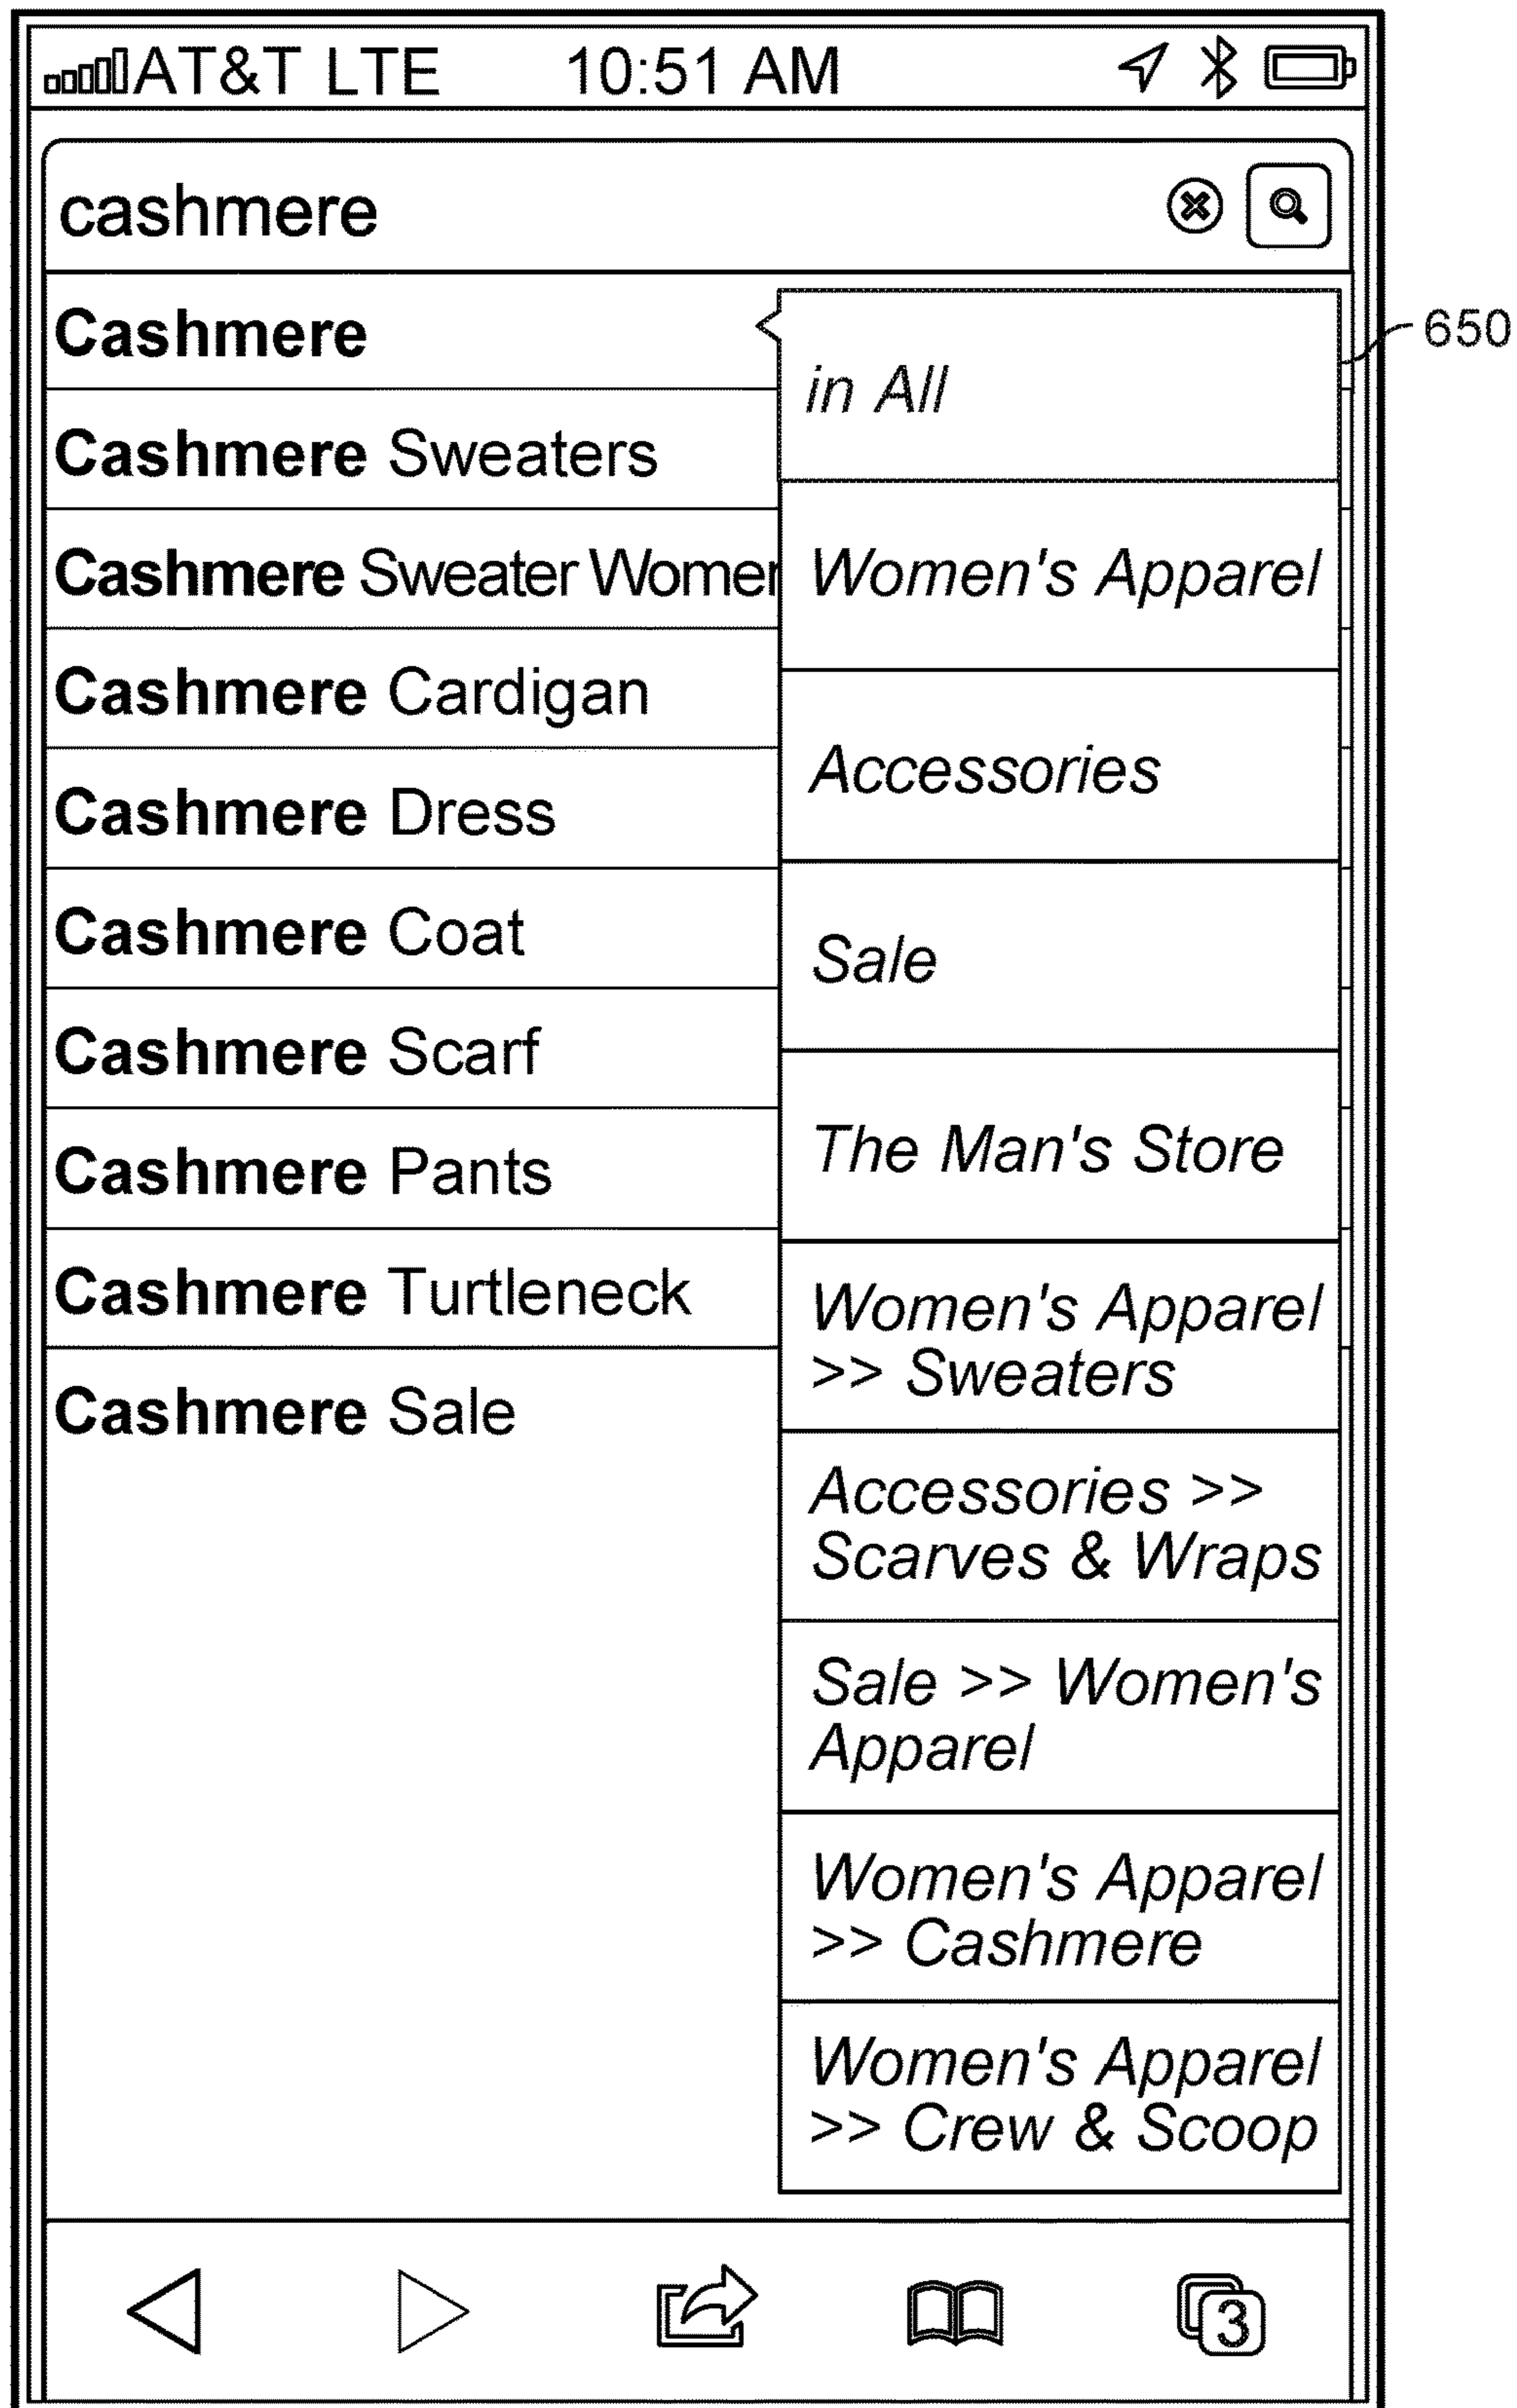 AT&T LTE 10:51 AM
cashmere
Cashmere
Cashmere Sweaters
Cashmere Sweater Women
Cashmere Cardigan
Cashmere Dress
Cashmere Coat
Cashmere Scarf
Cashmere Pants
Cashmere Turtleneck
Cashmere Sale
in All
Women's Apparel
Accessories
Sale
The Man's Store
Women's Apparel
>> Sweaters
Accessories >>
Scarves & Wraps
Sale >> Women's
Apparel
Women's Apparel
>> Cashmere
Women's Apparel
>> Crew & Scoop
650
3